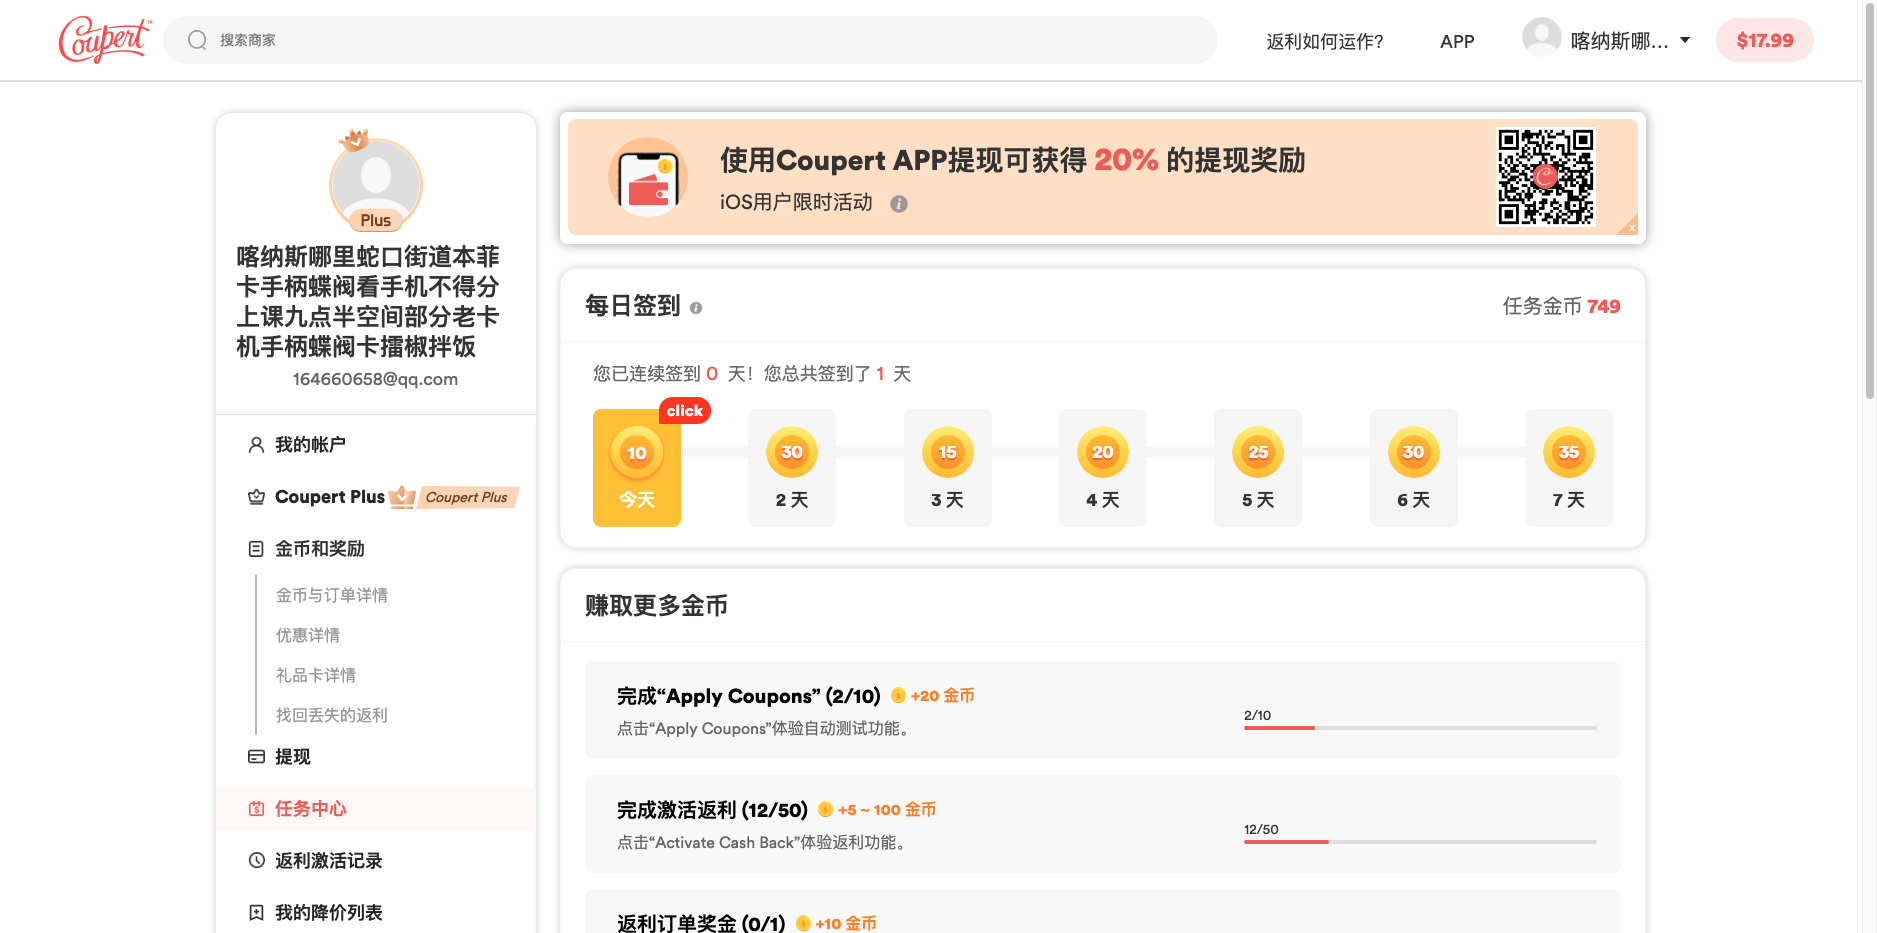 Coupert™
搜索商家
返利如何运作?
APP
喀纳斯哪...
$17.99
Plus
喀纳斯哪里蛇口街道本菲
卡手柄蝶阀看手机不得分
上课九点半空间部分老卡
机手柄蝶阀卡擂椒拌饭
164660658@qq.com
我的帐户
Coupert Plus Coupert Plus
金币和奖励
金币与订单详情
优惠详情
礼品卡详情
找回丢失的返利
提现
任务中心
返利激活记录
我的降价列表
使用Coupert APP提现可获得 20% 的提现奖励
iOS用户限时活动
x
每日签到
任务金币 749
您已连续签到 0 天！您总共签到了 1 天
click
10
今天
30
2 天
15
3 天
20
4 天
25
5 天
30
6 天
35
7 天
赚取更多金币
完成“Apply Coupons” (2/10) +20 金币
点击“Apply Coupons”体验自动测试功能。
2/10
完成激活返利 (12/50) +5 ~ 100 金币
点击“Activate Cash Back”体验返利功能。
12/50
返利订单奖金 (0/1) +10 金币